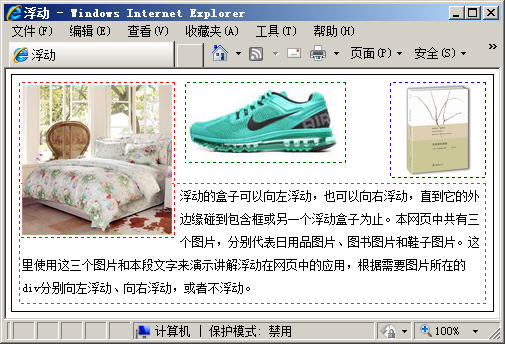 浮动 - Windows Internet Explorer
文件(F) 编辑(E) 查看(V) 收藏夹(A) 工具(T) 帮助(H)
浮动 页面(P) 安全(S) »
AIR
浮动的盒子可以向左浮动，也可以向右浮动，直到它的外
边缘碰到包含框或另一个浮动盒子为止。本网页中共有三
个图片，分别代表日用品图片、图书图片和鞋子图片。这
里使用这三个图片和本段文字来演示讲解浮动在网页中的应用，根据需要图片所在的
div分别向左浮动、向右浮动，或者不浮动。
计算机 | 保护模式: 禁用 100%